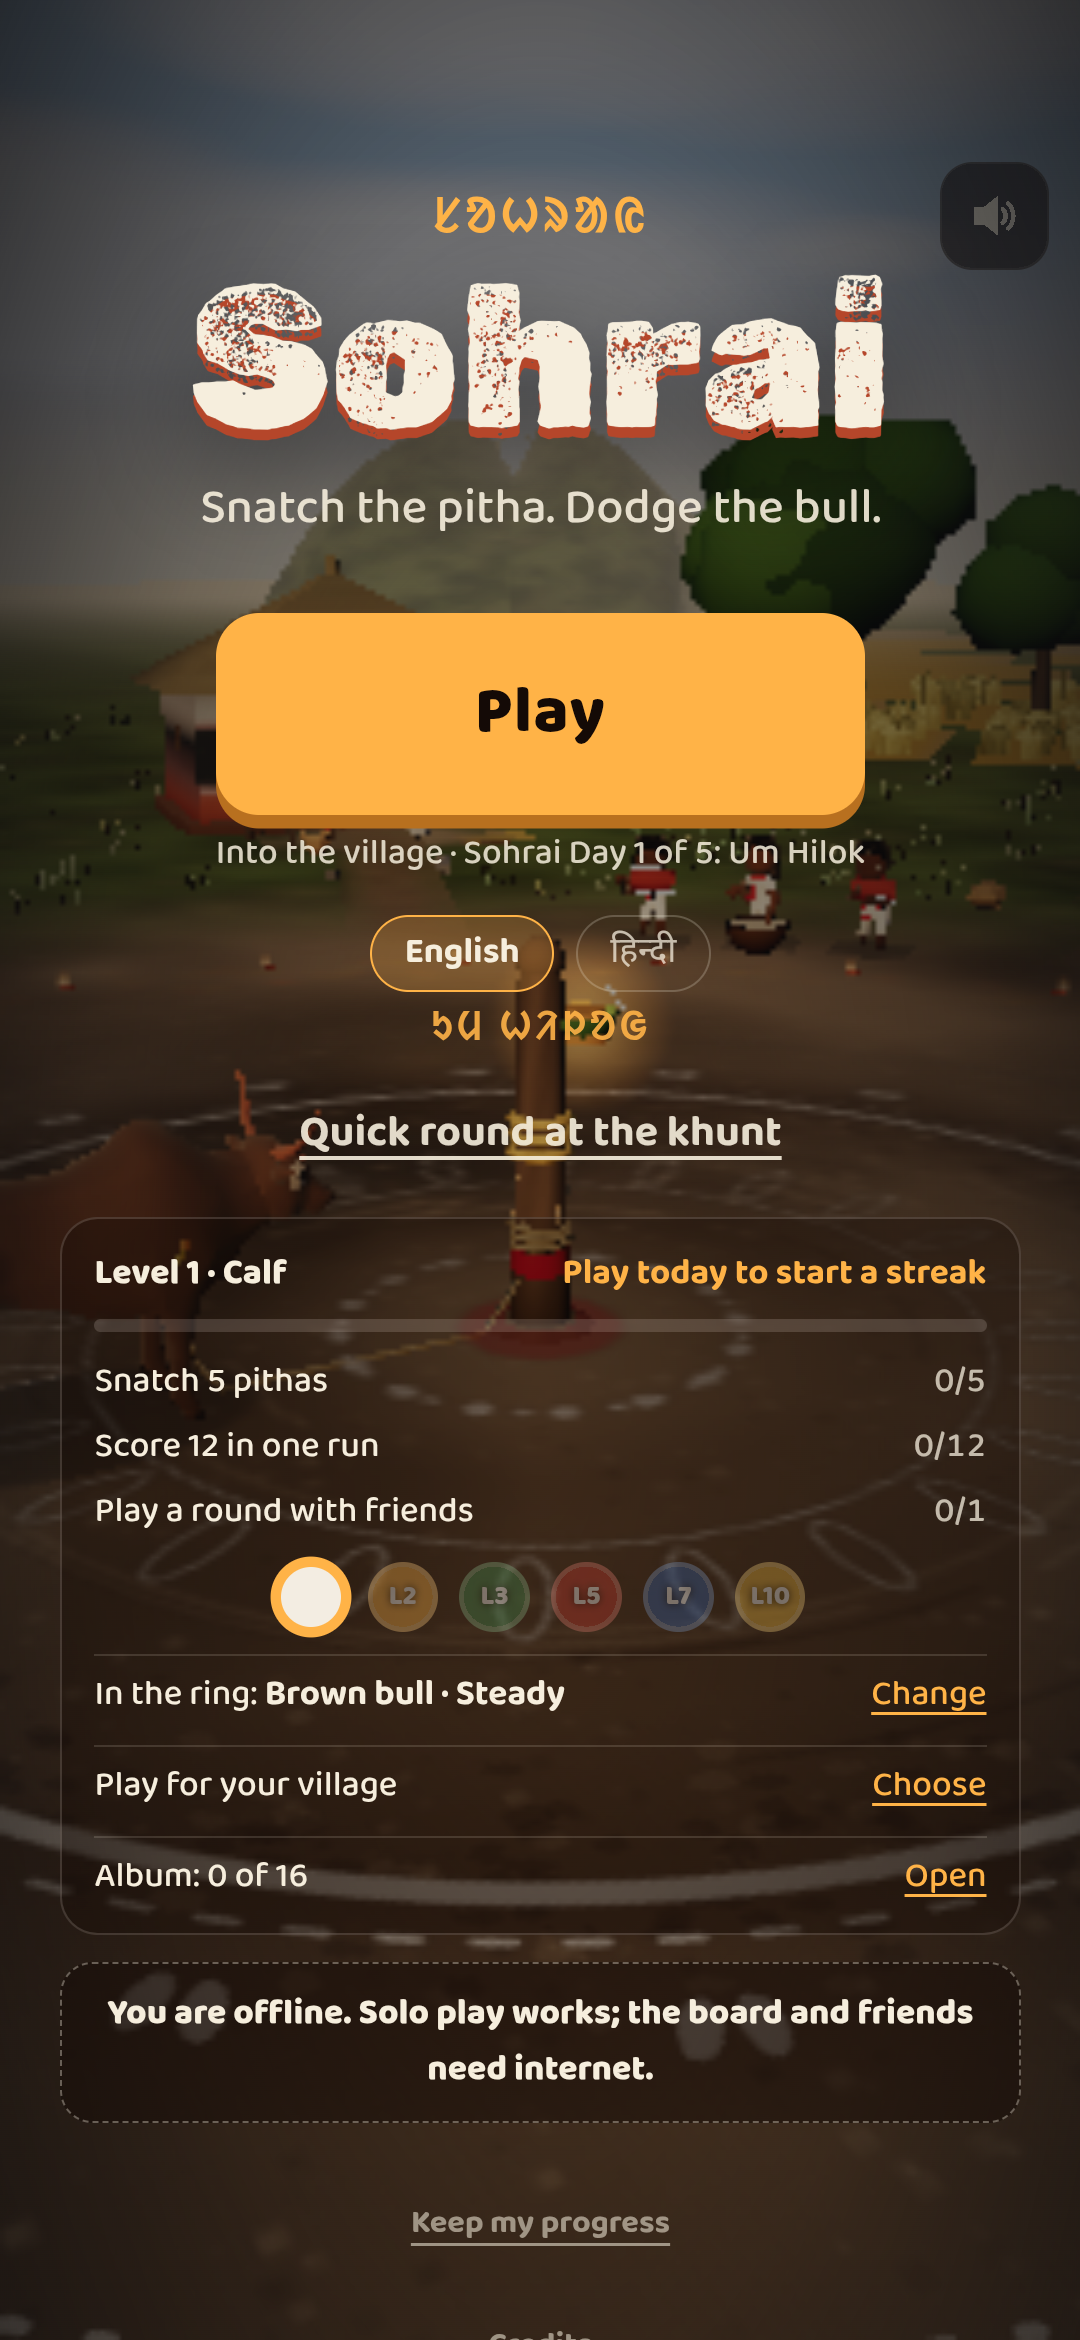 ᱥᱚᱦᱨᱟᱭ
Sohrai
Snatch the pitha. Dodge the bull.
Play
Into the village · Sohrai Day 1 of 5: Um Hilok
English हिन्दी
ᱩᱢ ᱦᱤᱞᱚᱜ
Quick round at the khunt
Level 1 · Calf Play today to start a streak
Snatch 5 pithas 0/5
Score 12 in one run 0/12
Play a round with friends 0/1
L2 L3 L5 L7 L10
In the ring: Brown bull · Steady Change
Play for your village Choose
Album: 0 of 16 Open
You are offline. Solo play works; the board and friends
need internet.
Keep my progress